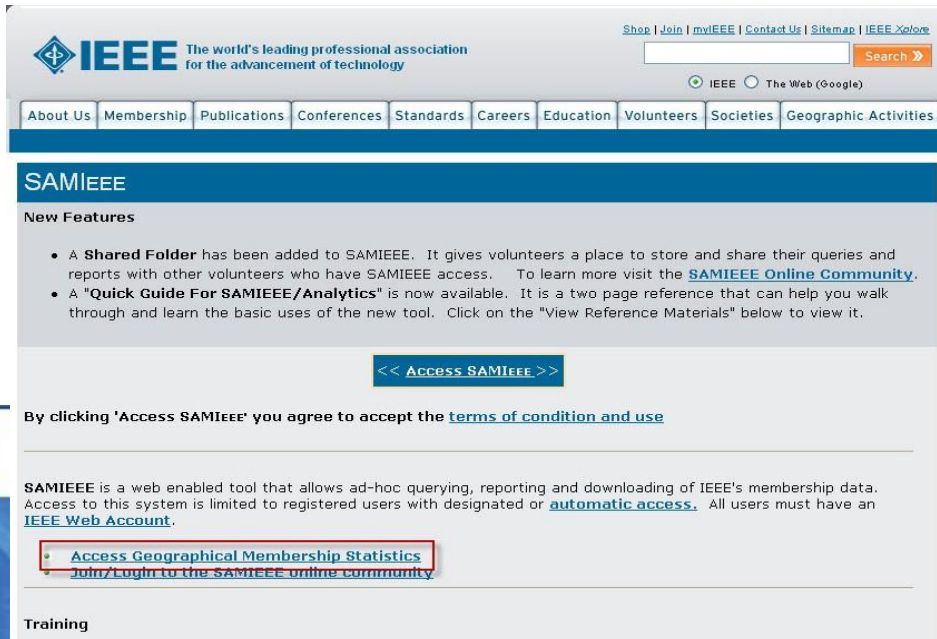 Shop | Join | myIEEE | Contact Us | Sitemap | IEEE Xplore
IEEE The world's leading professional association
for the advancement of technology
Search »
IEEE The Web (Google)
About Us Membership Publications Conferences Standards Careers Education Volunteers Societies Geographic Activities
SAMIEEE
New Features
• A Shared Folder has been added to SAMIEEE. It gives volunteers a place to store and share their queries and
reports with other volunteers who have SAMIEEE access. To learn more visit the SAMIEEE Online Community.
• A "Quick Guide For SAMIEEE/Analytics" is now available. It is a two page reference that can help you walk
through and learn the basic uses of the new tool. Click on the "View Reference Materials" below to view it.
<< Access SAMIEEE >>
By clicking 'Access SAMIEEE' you agree to accept the terms of condition and use
SAMIEEE is a web enabled tool that allows ad-hoc querying, reporting and downloading of IEEE's membership data.
Access to this system is limited to registered users with designated or automatic access. All users must have an
IEEE Web Account.
• Access Geographical Membership Statistics
• Join/Login to the SAMIEEE online community
Training